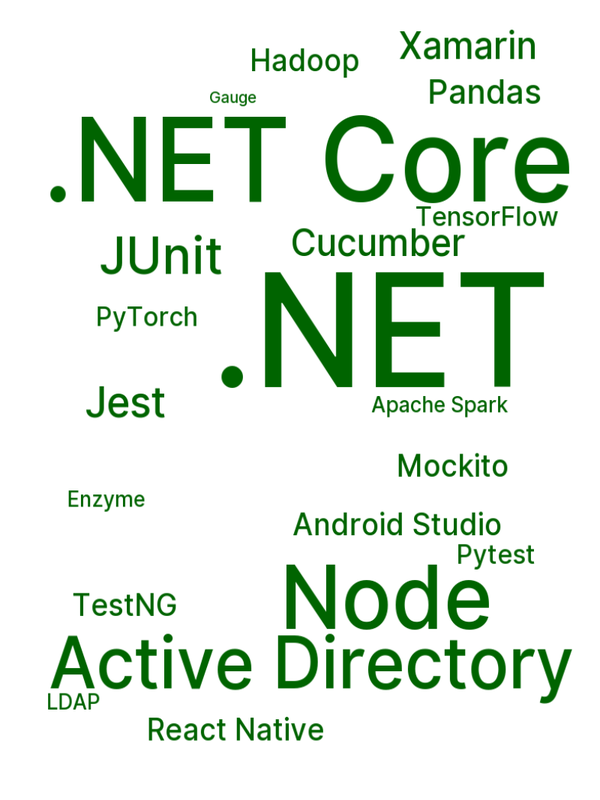 Xamarin
Hadoop
Pandas
Gauge
.NET Core
TensorFlow
Cucumber
JUnit
PyTorch
.NET
Jest
Apache Spark
Mockito
Enzyme
Android Studio
Pytest
Node
TestNG
Active Directory
LDAP
React Native